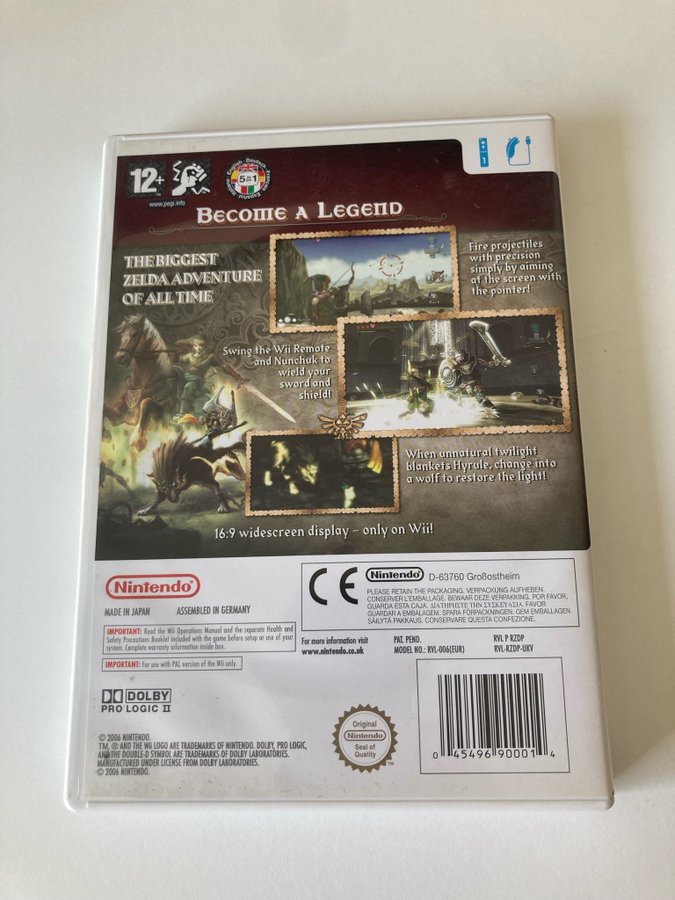 12+
www.pegi.info
English - Deutsch
Français - Español - Italiano
5 in 1
BECOME A LEGEND
THE BIGGEST
ZELDA ADVENTURE
OF ALL TIME
Fire projectiles
with precision
simply by aiming
at the screen with
the pointer!
Swing the Wii Remote
and Nunchuk to
wield your
sword and
shield!
When unnatural twilight
blankets Hyrule, change into
a wolf to restore the light!
16:9 widescreen display – only on Wii!
1
Nintendo®
MADE IN JAPAN ASSEMBLED IN GERMANY
IMPORTANT: Read the Wii Operations Manual and the separate Health and
Safety Precautions Booklet included with the game before setup or use of your
system. Complete warranty information inside box.
IMPORTANT: For use with PAL version of the Wii only.
CE
Nintendo® D-63760 Großostheim
PLEASE RETAIN THE PACKAGING. VERPACKUNG AUFHEBEN.
CONSERVER L'EMBALLAGE. BEWAAR DEZE VERPAKKING. POR FAVOR,
GUARDA ESTA CAJA. ΔΙΑΤΗΡΗΣΤΕ ΤΗΝ ΣΥΣΚΕΥΑΣΙΑ. FAVOR
GUARDAR A EMBALAGEM. SPARA FÖRPACKNINGEN. GEM EMBALLAGEN.
SÄILYTÄ PAKKAUS. CONSERVARE QUESTA CONFEZIONE.
For more information visit
www.nintendo.co.uk
PAT. PEND. RVL P RZDP
MODEL NO.: RVL-006(EUR) RVL-RZDP-UKV
DOLBY
PRO LOGIC II
© 2006 NINTENDO.
TM, ® AND THE Wii LOGO ARE TRADEMARKS OF NINTENDO. DOLBY, PRO LOGIC,
AND THE DOUBLE-D SYMBOL ARE TRADEMARKS OF DOLBY LABORATORIES.
MANUFACTURED UNDER LICENSE FROM DOLBY LABORATORIES.
© 2006 NINTENDO.
Original
Nintendo
Seal of
Quality
TM
0 45496 90001 4